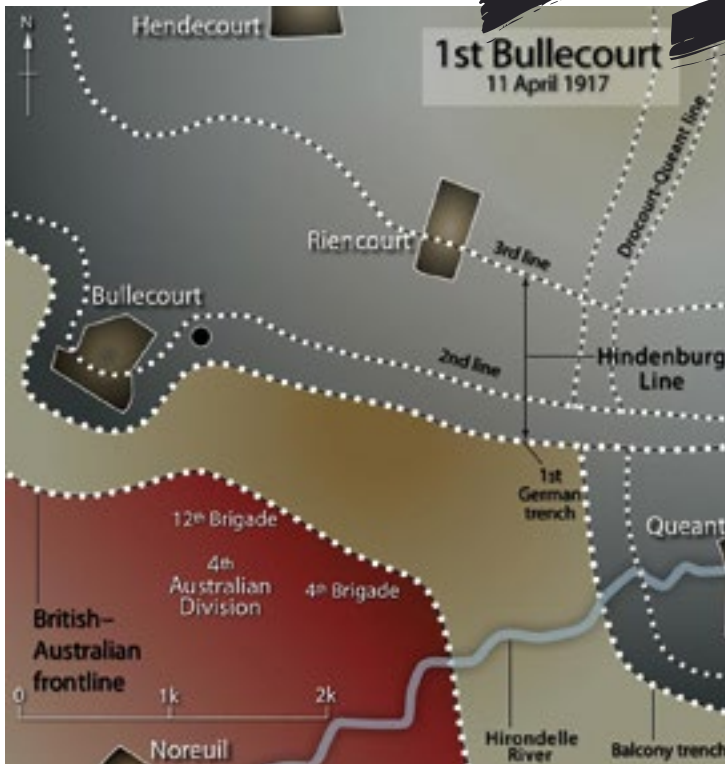 N
Hendecourt
1st Bullecourt
11 April 1917
Drocourt-Queant line
Riencourt
3rd line
Bullecourt
2nd line
Hindenburg
Line
1st
German
trench
Queant
12th Brigade
4th
Australian
Division
4th Brigade
British–
Australian
frontline
0 1k 2k
Noreuil
Hirondelle
River
Balcony trench